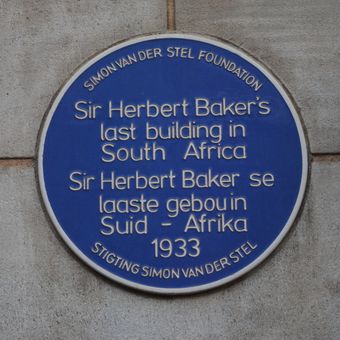 SIMON VAN DER STEL FOUNDATION
Sir Herbert Baker's
last building in
South Africa
Sir Herbert Baker se
laaste gebou in
Suid - Afrika
1933
STIGTING SIMON VAN DER STEL